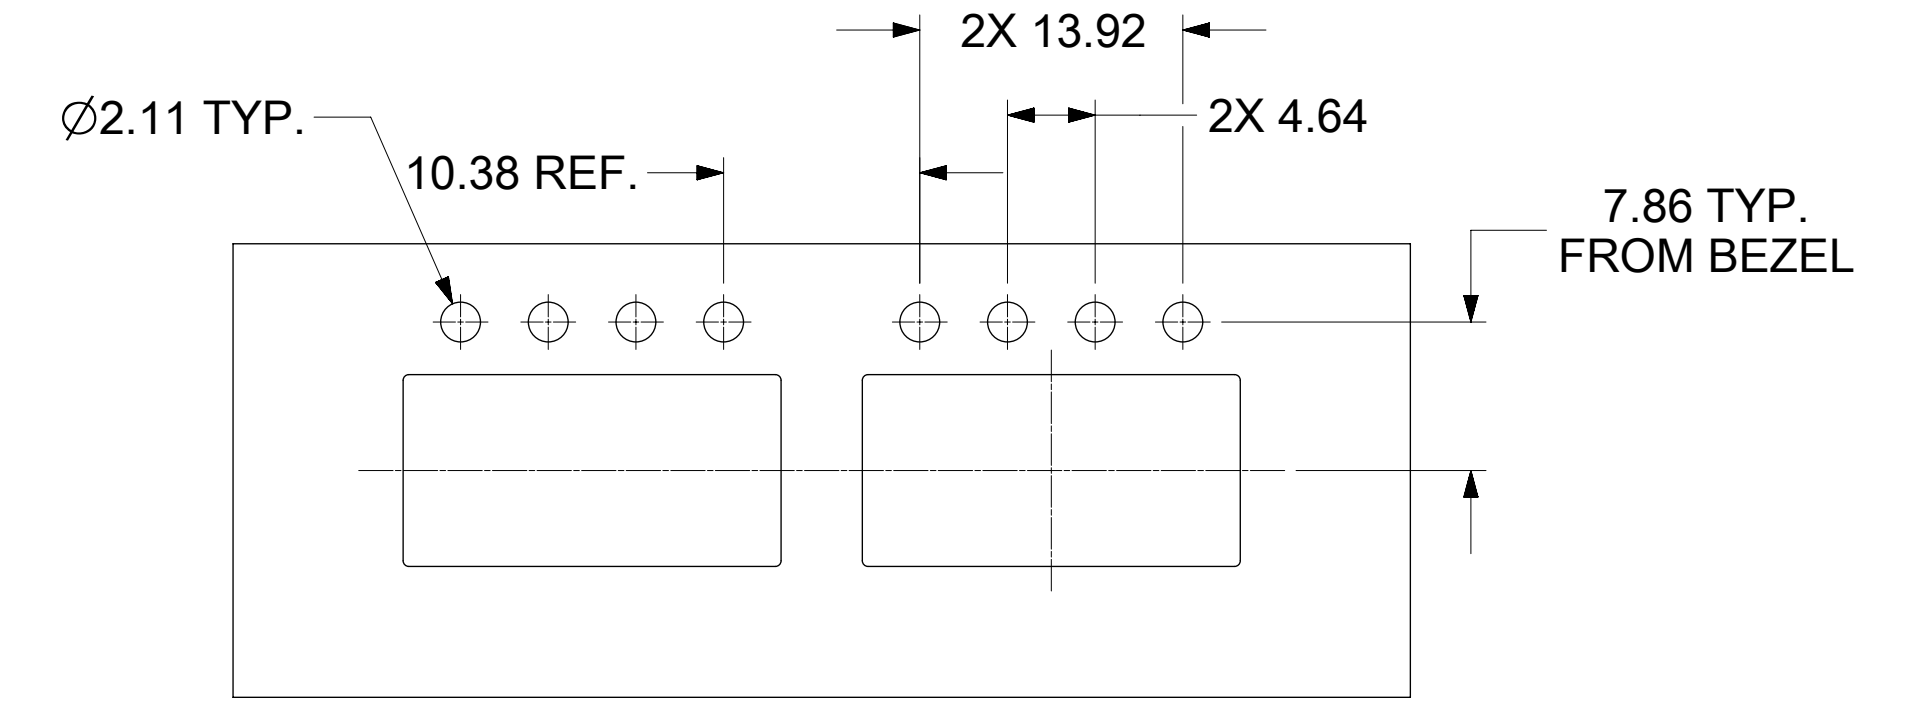 2X 13.92
∅2.11 TYP.
2X 4.64
10.38 REF.
7.86 TYP.
FROM BEZEL